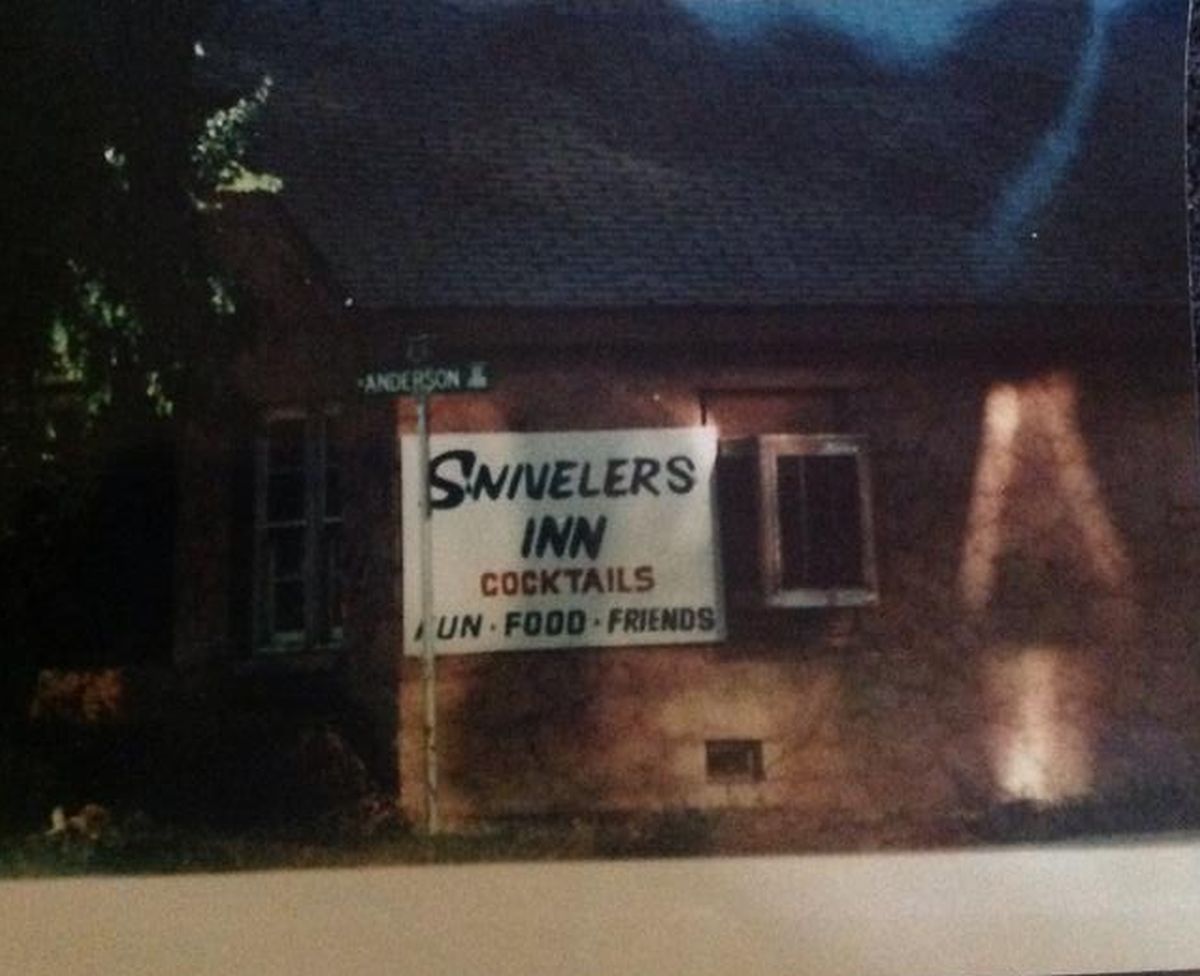 ANDERSON
SNIVELERS
INN
COCKTAILS
FUN · FOOD · FRIENDS